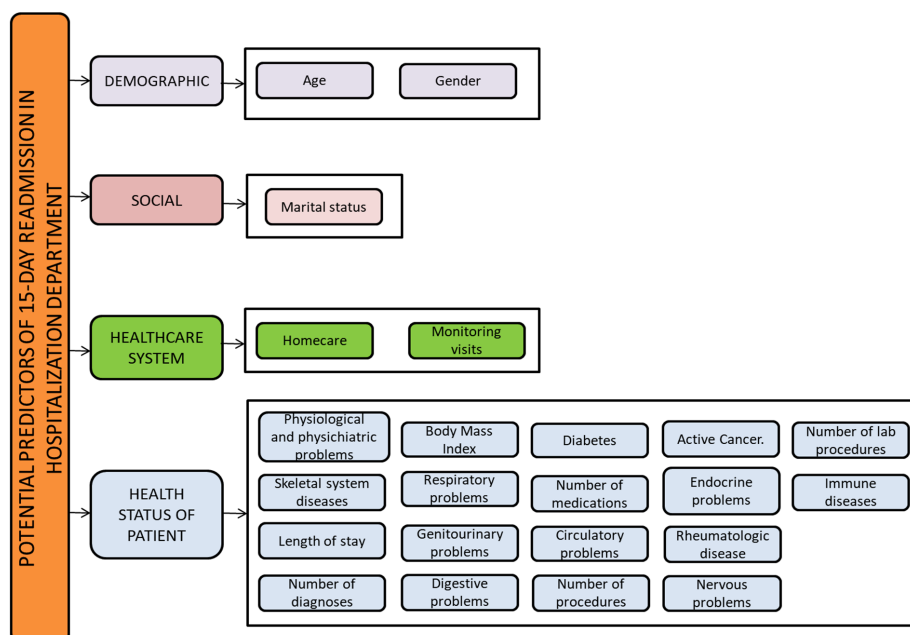 POTENTIAL PREDICTORS OF 15-DAY READMISSION IN
HOSPITALIZATION DEPARTMENT
DEMOGRAPHIC
Age
Gender
SOCIAL
Marital status
HEALTHCARE
SYSTEM
Homecare
Monitoring
visits
HEALTH
STATUS OF
PATIENT
Physiological
and physichiatric
problems
Body Mass
Index
Diabetes
Active Cancer.
Number of lab
procedures
Skeletal system
diseases
Respiratory
problems
Number of
medications
Endocrine
problems
Immune
diseases
Length of stay
Genitourinary
problems
Circulatory
problems
Rheumatologic
disease
Number of
diagnoses
Digestive
problems
Number of
procedures
Nervous
problems